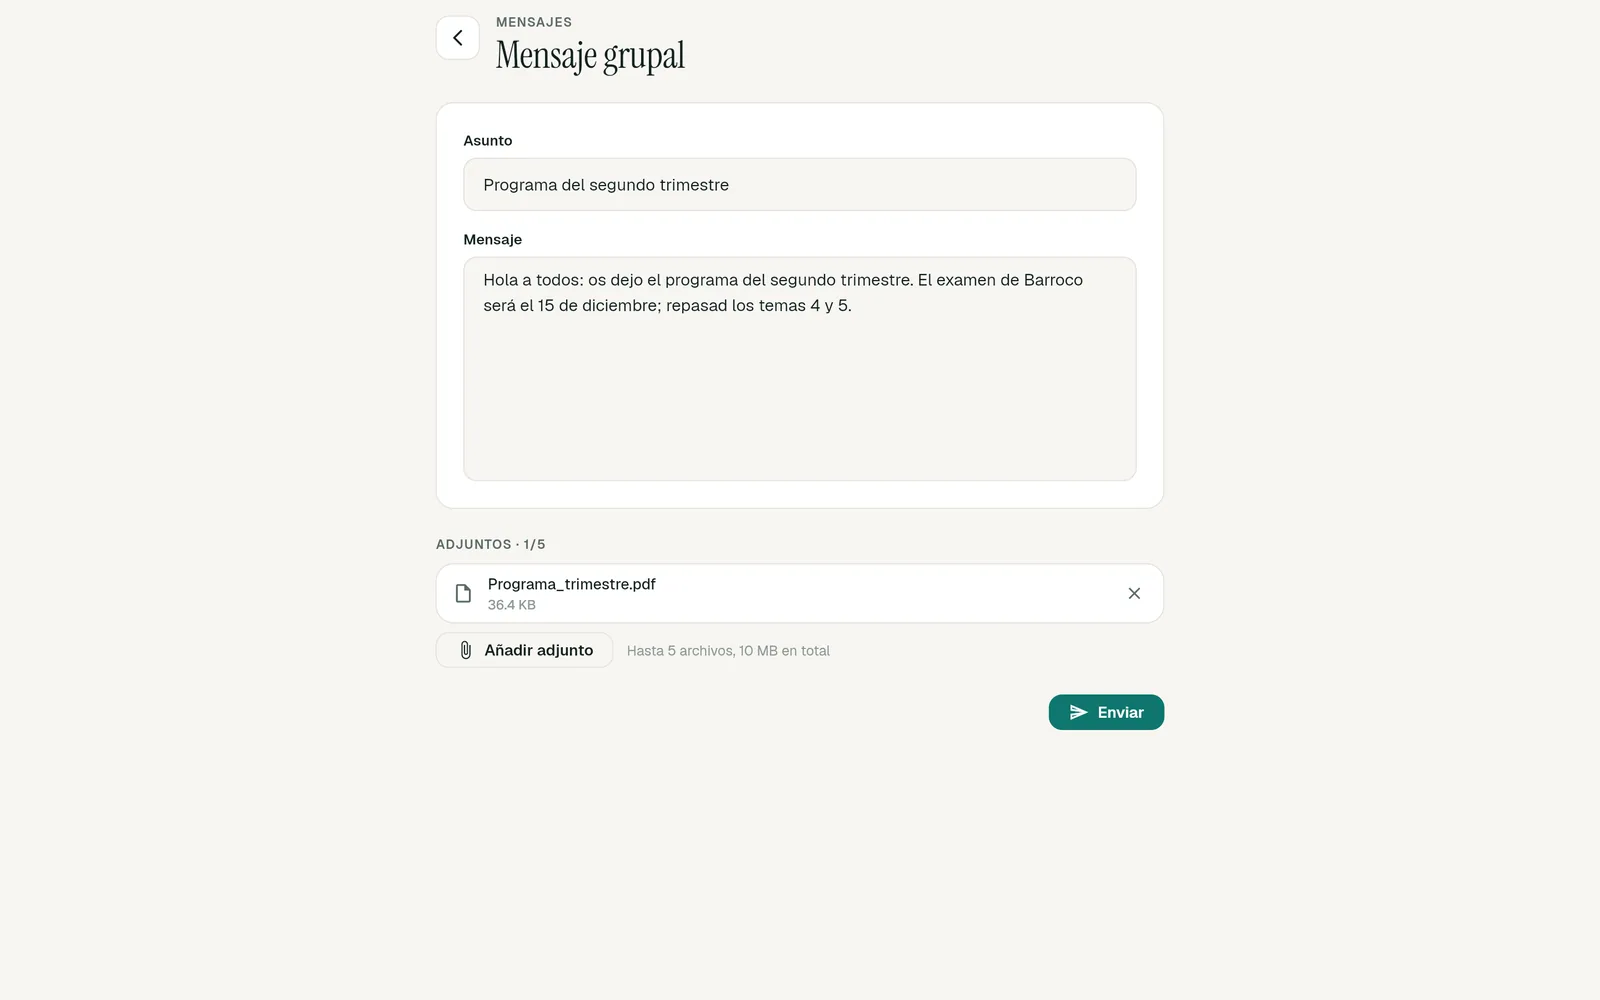 MENSAJES
Mensaje grupal
Asunto
Programa del segundo trimestre
Mensaje
Hola a todos: os dejo el programa del segundo trimestre. El examen de Barroco
será el 15 de diciembre; repasad los temas 4 y 5.
ADJUNTOS · 1/5
Programa_trimestre.pdf
36.4 KB
Añadir adjunto
Hasta 5 archivos, 10 MB en total
Enviar